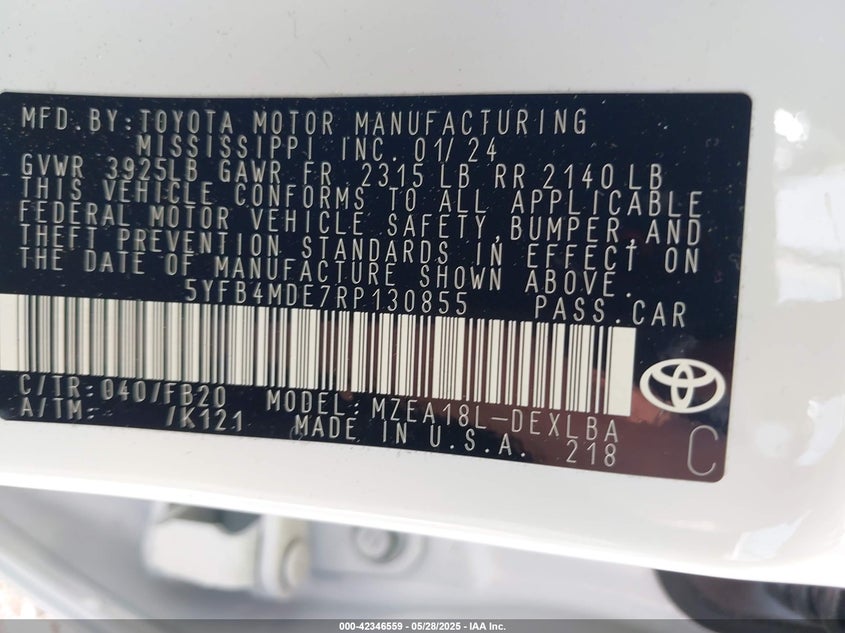 MFD.BY:TOYOTA MOTOR MANUFACTURING
MISSISSIPPI INC. 01/24
GVWR 3925LB GAWR FR 2315 LB RR 2140 LB
THIS VEHICLE CONFORMS TO ALL APPLICABLE
FEDERAL MOTOR VEHICLE SAFETY,BUMPER,AND
THEFT PREVENTION STANDARDS IN EFFECT ON
THE DATE OF MANUFACTURE SHOWN ABOVE.
5YFB4MDE7RP130855 PASS.CAR
C/TR:040/FB20 MODEL:MZEA18L-DEXLBA
A/TM: /K121 MADE IN U.S.A. 218
C
000-42346559 - 05/28/2025 - IAA Inc.